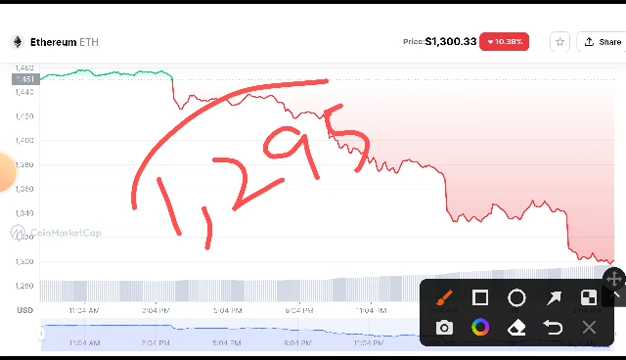 Ethereum ETH
Price: $1,300.33 ▼10.38%
Share
1,460
1,451
1,420
1,400
1,380
1,360
1,340
1,320
1,300
1,280
1,295
CoinMarketCap
USD
11:04 AM 2:04 PM 5:04 PM 8:04 PM 11:04 PM
11:04 AM 2:04 PM 5:04 PM 8:04 PM 11:04 PM